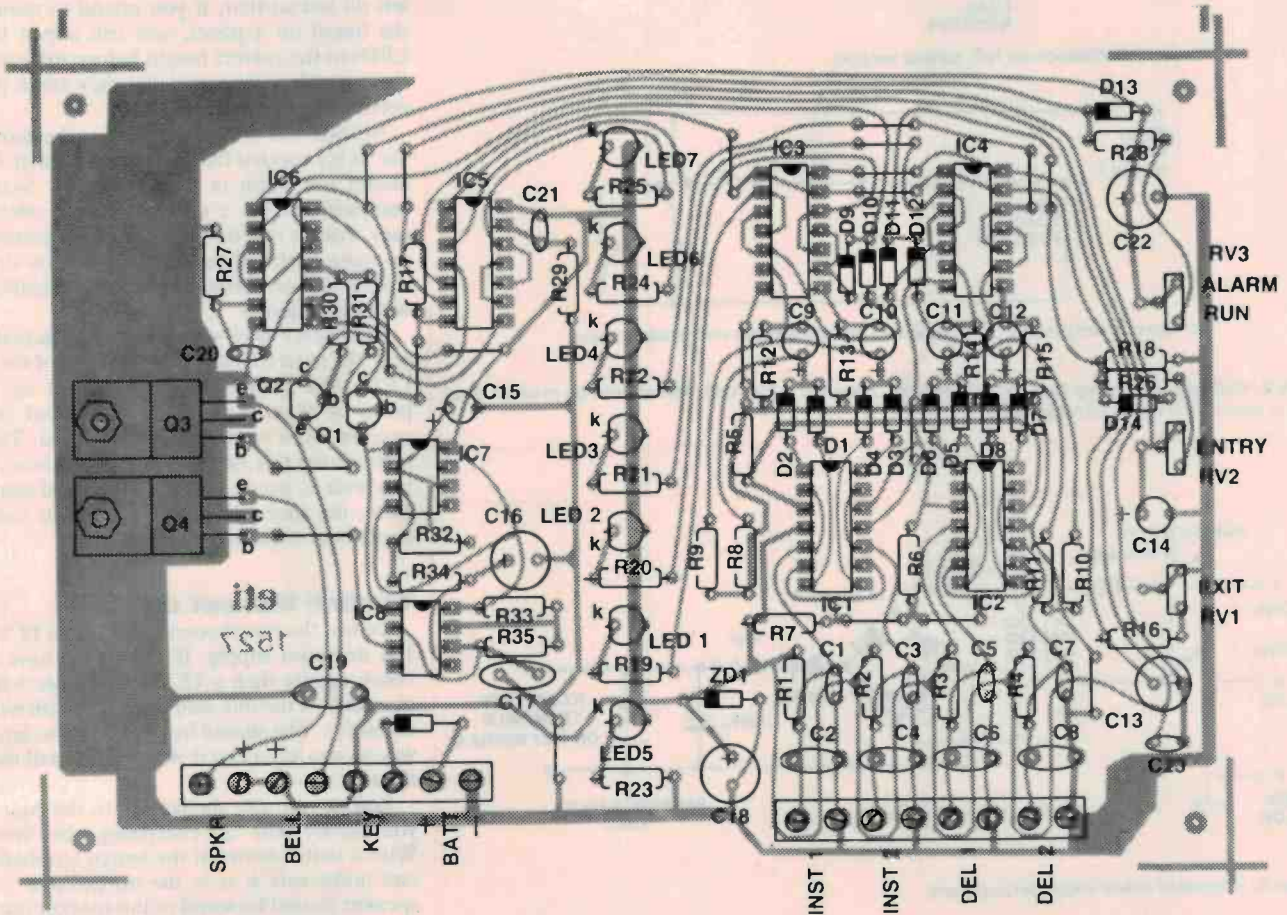 D13
R28
IC6
IC5
C21
k
LED7
R25
IC3
IC4
C22
D9
D10
D11
D12
R27
R30
R31
R17
R29
k
LED6
R24
RV3
ALARM
RUN
C20
C9
C10
C11
C12
R12
R13
R14
R15
k
LED4
R22
R18
R26
D14
Q2
c
b
e
Q1
c
b
e
C15
+
Q3
e
c
b
IC7
k
LED3
R21
R5
D2
D1
D4
D3
D6
D5
D8
D7
ENTRY
RV2
Q4
e
c
b
R32
C16
+
LED 2
k
R20
R9
R8
R6
R11
R10
+
C14
R34
IC1
IC2
EXIT
RV1
eti
1527
IC8
R33
R35
LED 1
k
R19
R7
R16
C19
C17
ZD1
R1
C1
R2
C3
R3
C5
R4
C7
C13
k
LED5
R23
C18
C2
C4
C6
C8
C23
+ +
SPKR
BELL
KEY
+
BATT
−
INST 1
INST 2
DEL 1
DEL 2